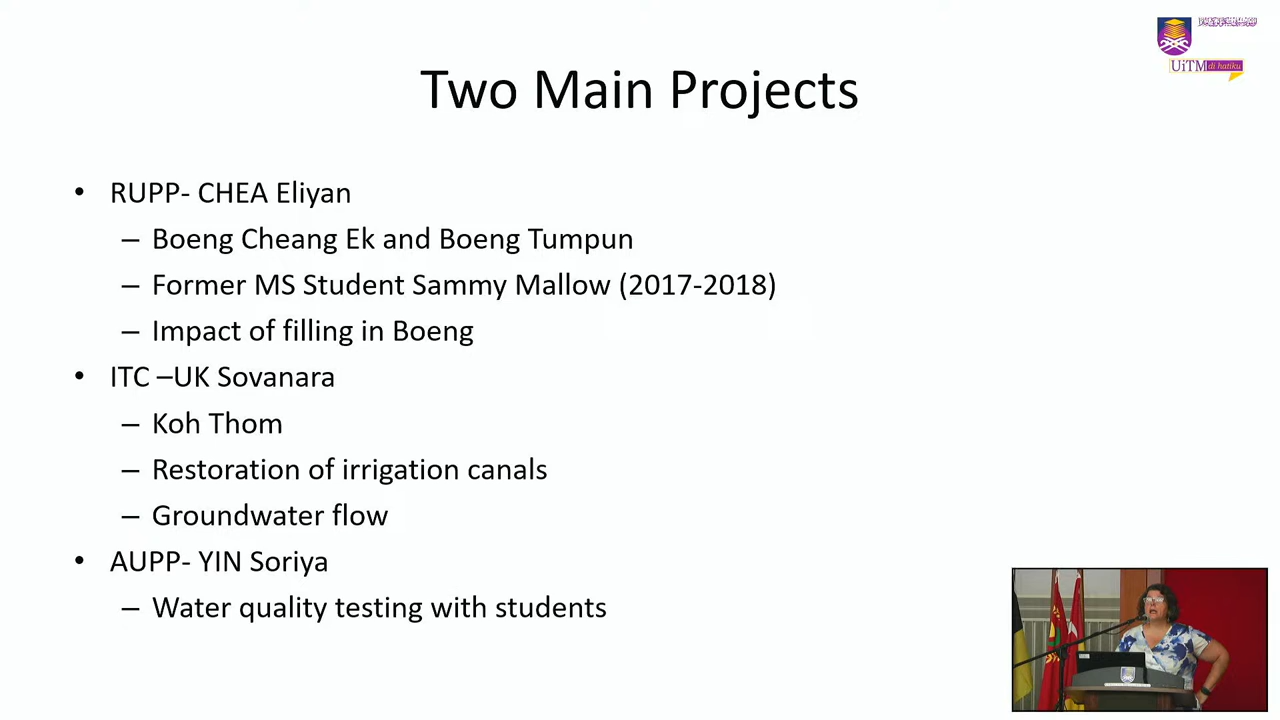 Two Main Projects
UiTM di hatiku
• RUPP- CHEA Eliyan
– Boeng Cheang Ek and Boeng Tumpun
– Former MS Student Sammy Mallow (2017-2018)
– Impact of filling in Boeng
• ITC –UK Sovanara
– Koh Thom
– Restoration of irrigation canals
– Groundwater flow
• AUPP- YIN Soriya
– Water quality testing with students